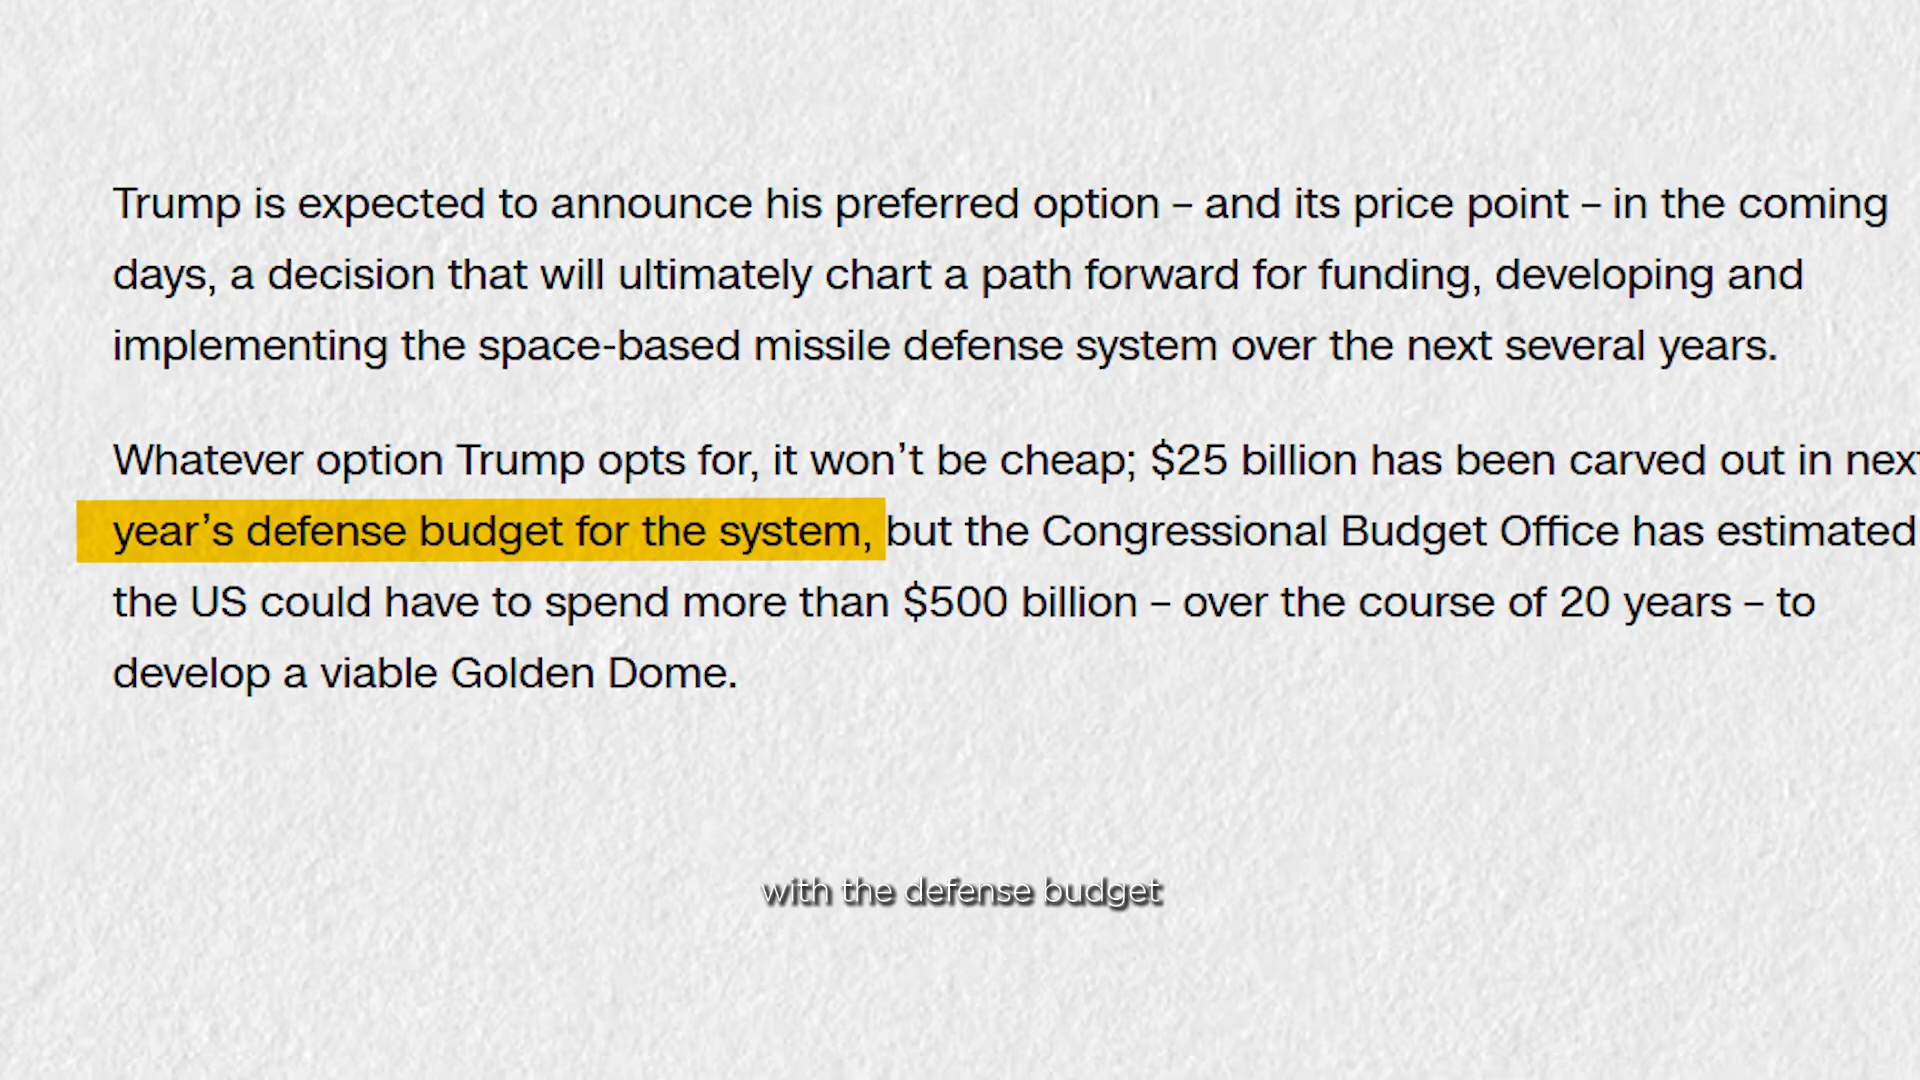 Trump is expected to announce his preferred option – and its price point – in the coming
days, a decision that will ultimately chart a path forward for funding, developing and
implementing the space-based missile defense system over the next several years.
Whatever option Trump opts for, it won’t be cheap; $25 billion has been carved out in next
year’s defense budget for the system, but the Congressional Budget Office has estimated
the US could have to spend more than $500 billion – over the course of 20 years – to
develop a viable Golden Dome.
with the defense budget